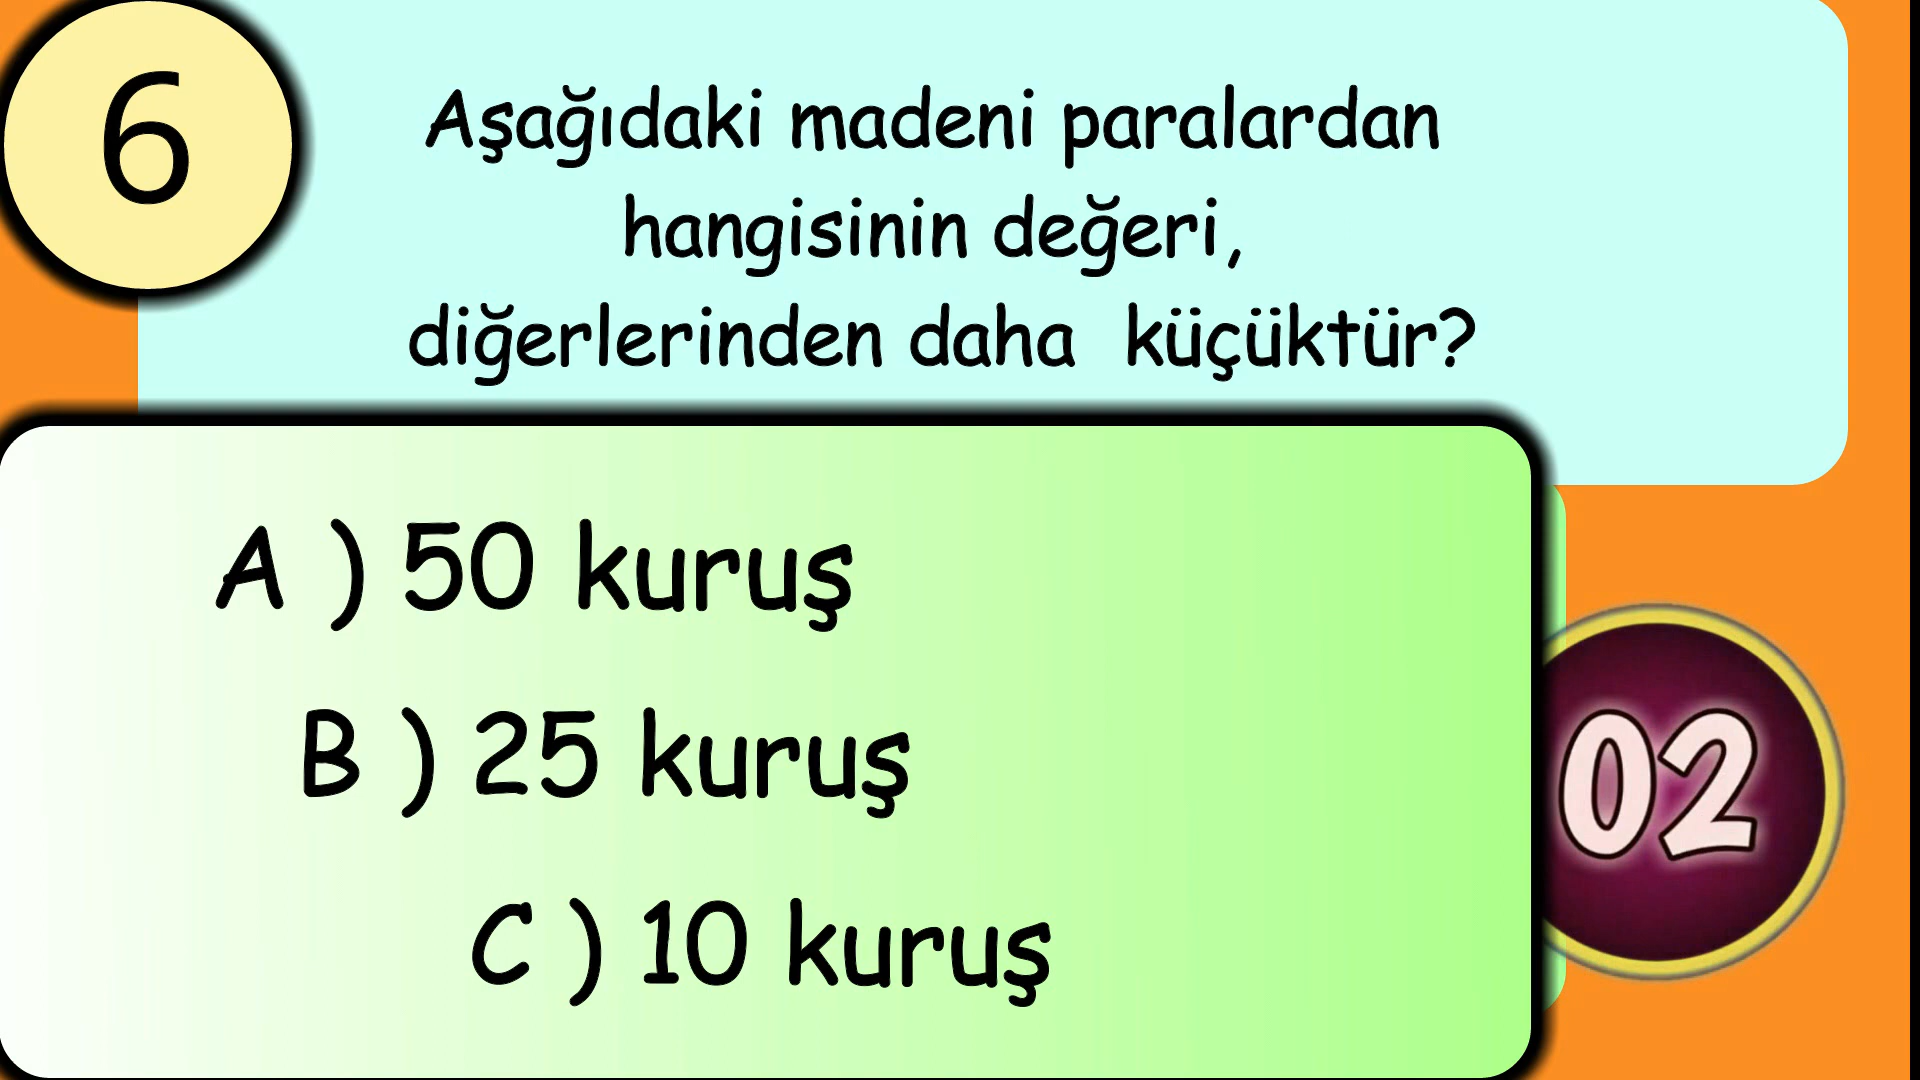 6
Aşağıdaki madeni paralardan
hangisinin değeri,
diğerlerinden daha küçüktür?
A ) 50 kuruş
B ) 25 kuruş
C ) 10 kuruş
02